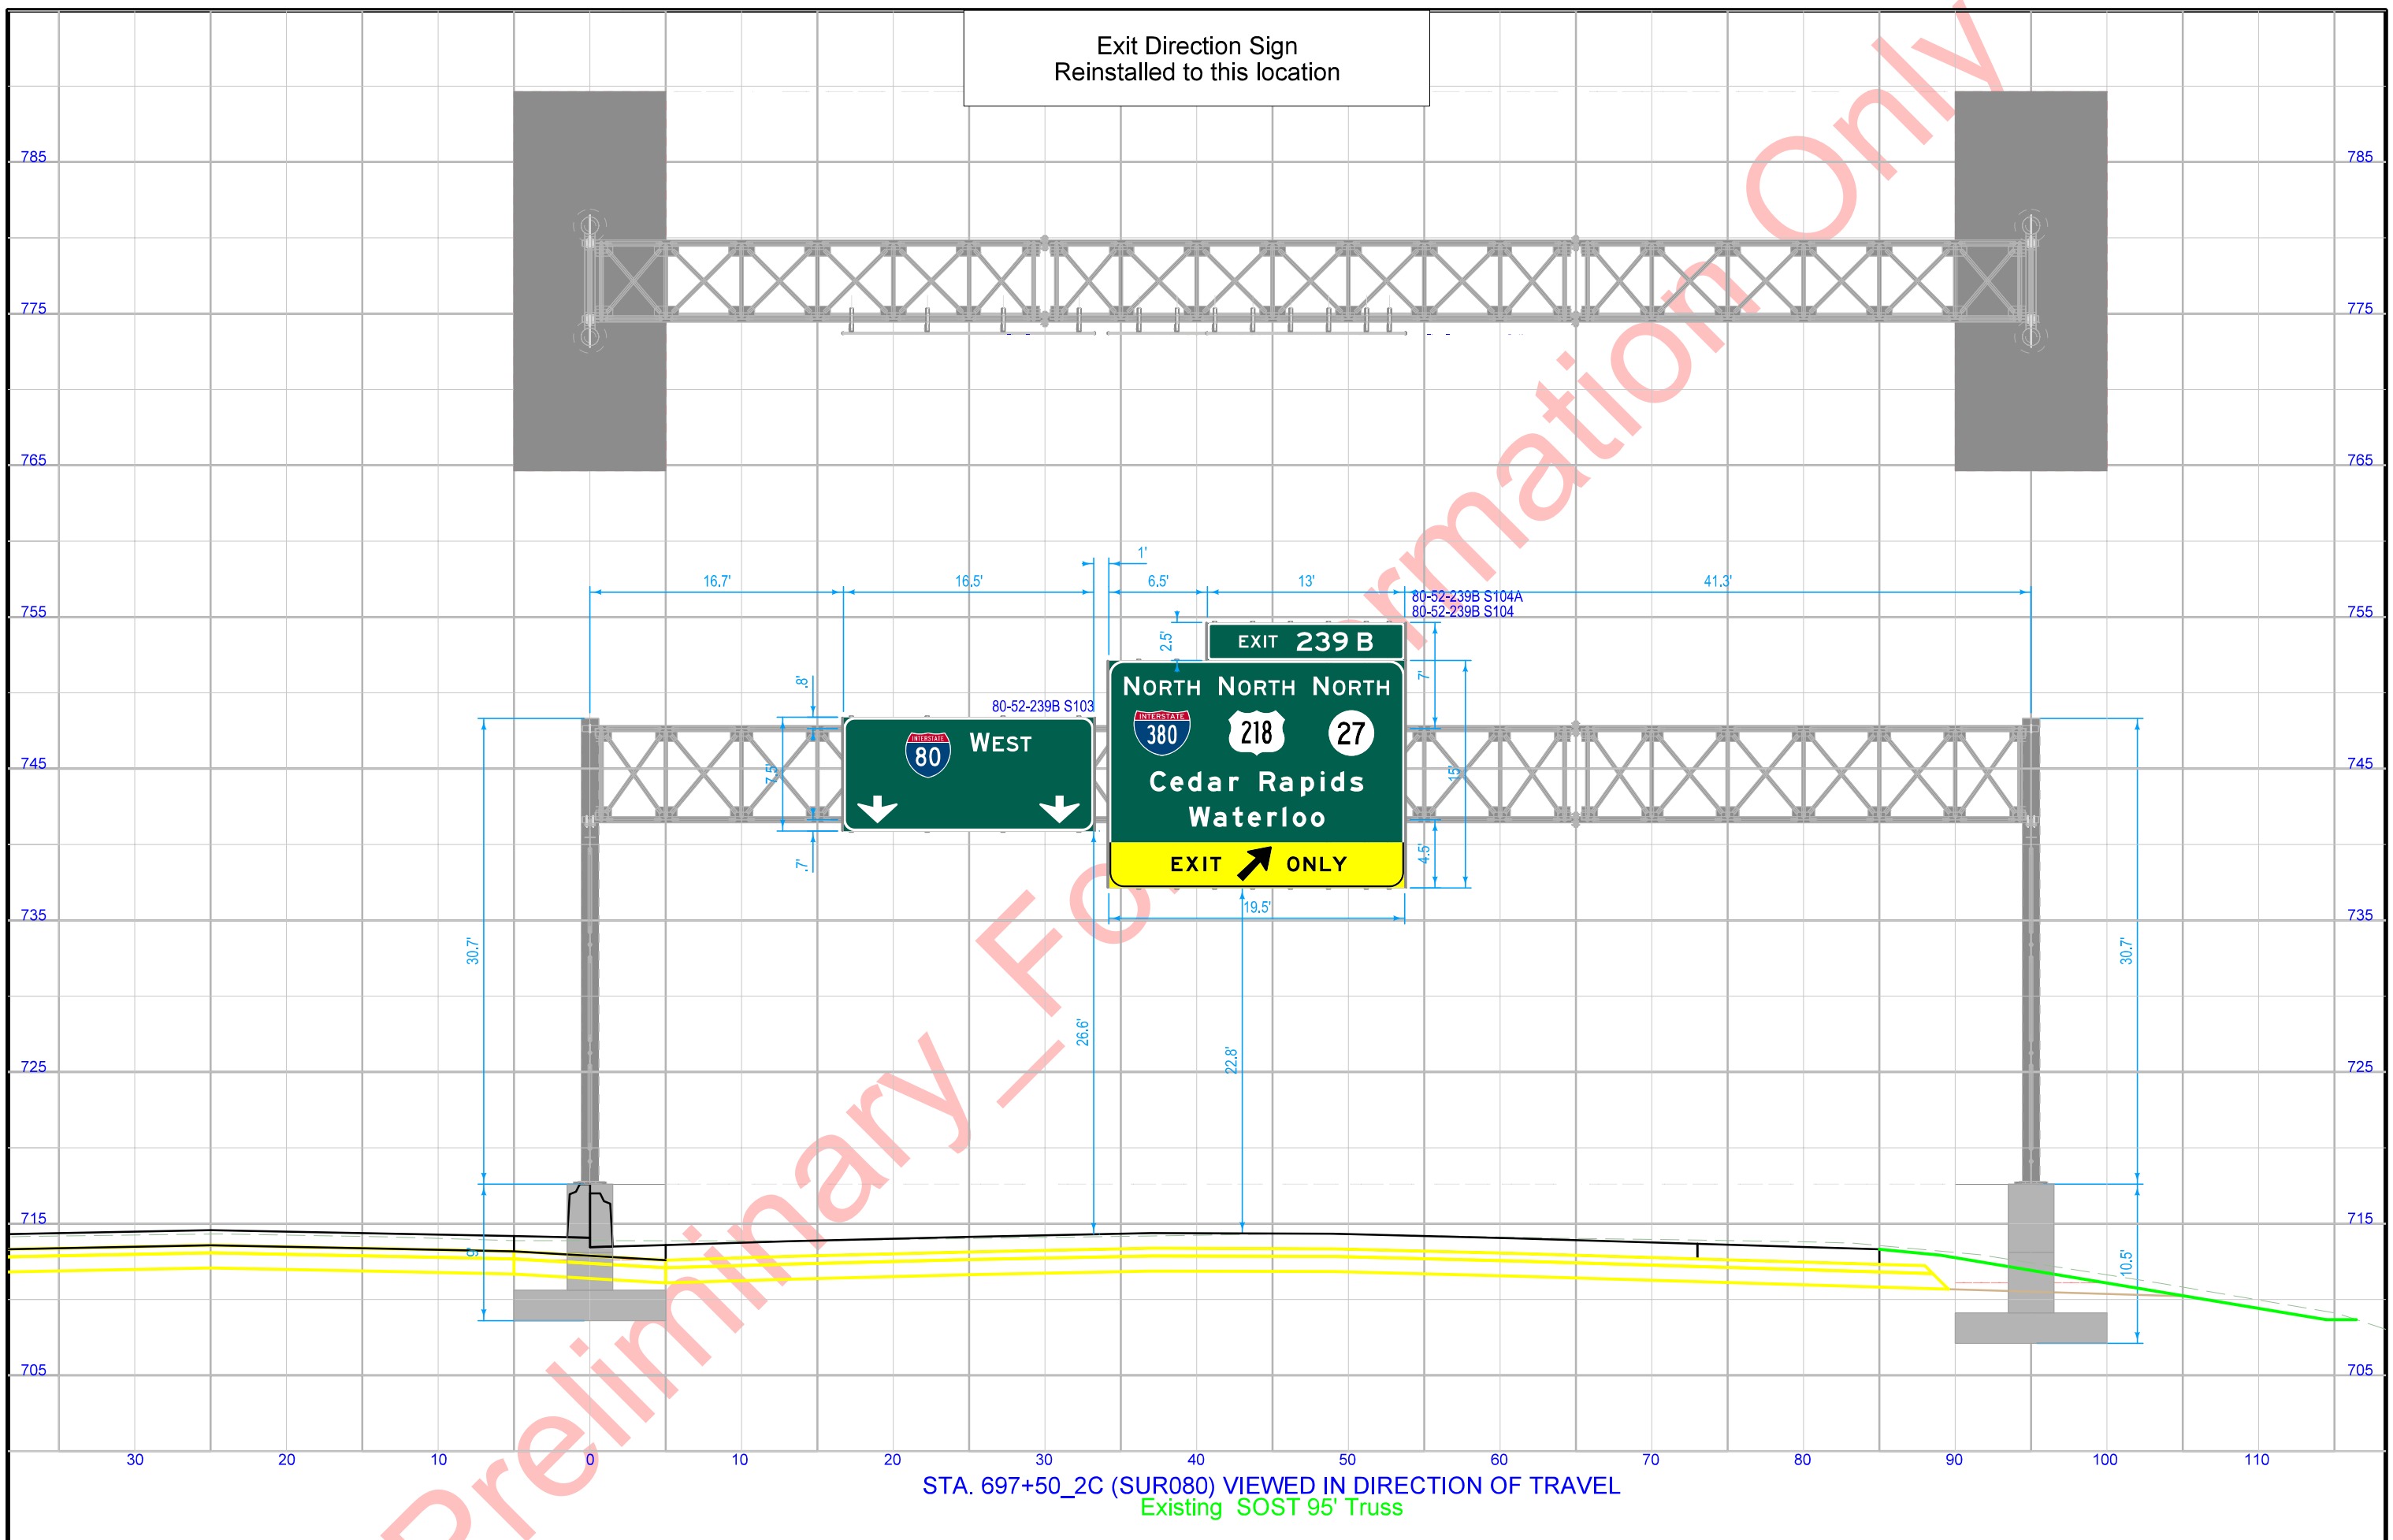 Exit Direction Sign
Reinstalled to this location
785 785
775 775
765 765
1'
16.7' 16.5' 6.5' 13' 41.3'
80-52-239B S104A
755 80-52-239B S104 755
2.5' EXIT 239 B
7'
.8' NORTH NORTH NORTH
80-52-239B S103
WEST
INTERSTATE 80
INTERSTATE 380 218 27
745 7.5' Cedar Rapids 15' 745
Waterloo
.7' EXIT ONLY 4.5'
735 19.5' 735
30.7' 30.7'
26.6' 22.8'
725 725
715 715
9' 10.5'
705 705
30 20 10 0 10 20 30 40 50 60 70 80 90 100 110
STA. 697+50_2C (SUR080) VIEWED IN DIRECTION OF TRAVEL
Existing SOST 95' Truss